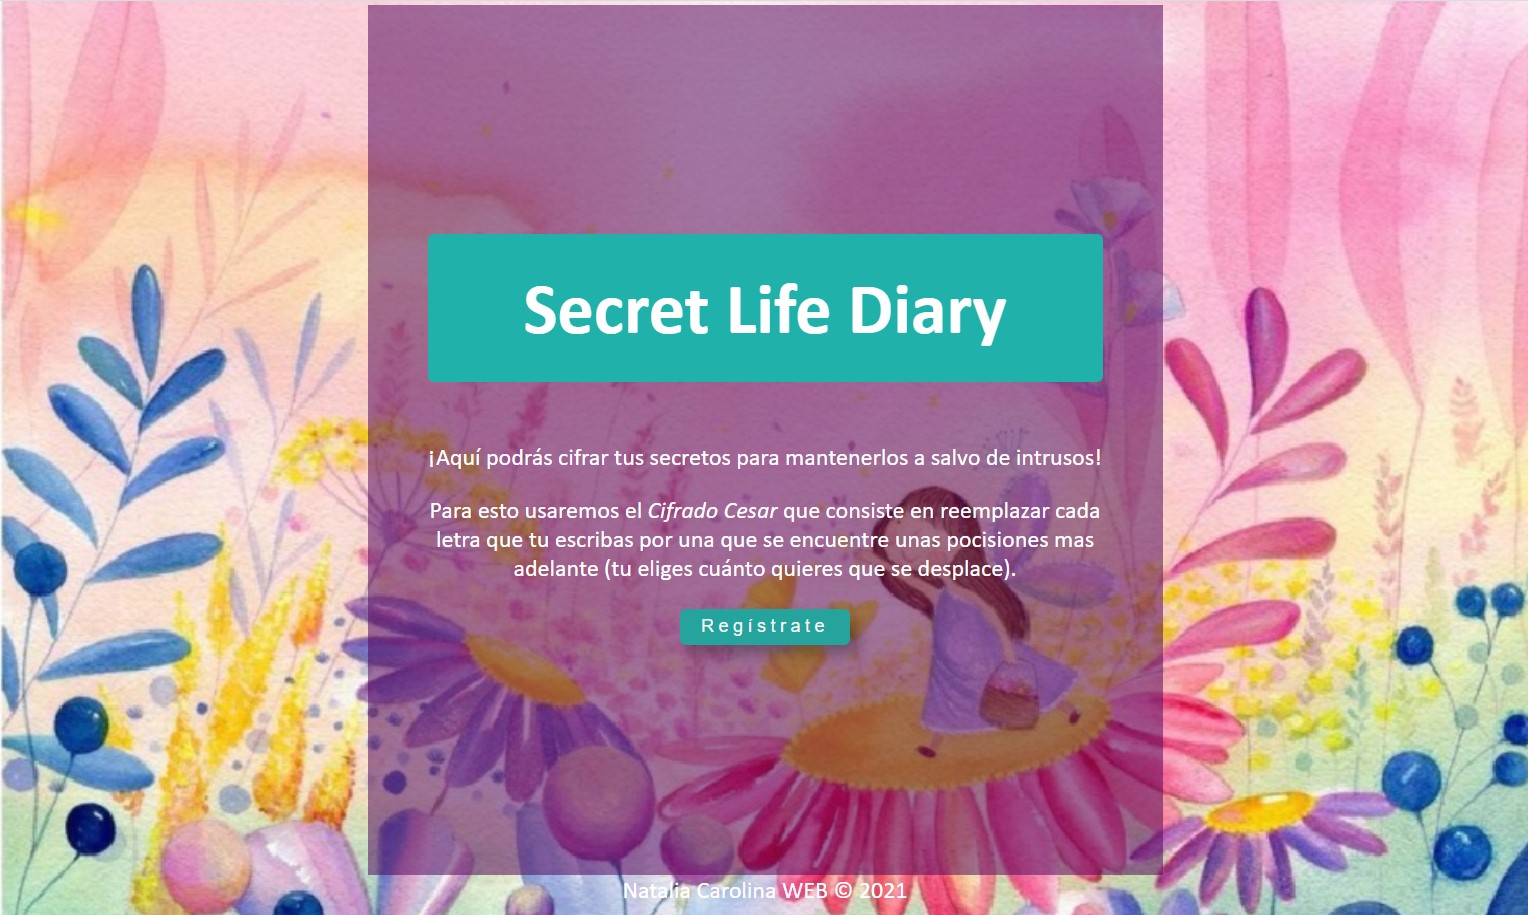 Secret Life Diary
¡Aquí podrás cifrar tus secretos para mantenerlos a salvo de intrusos!
Para esto usaremos el Cifrado Cesar que consiste en reemplazar cada
letra que tu escribas por una que se encuentre unas pocisiones mas
adelante (tu eliges cuánto quieres que se desplace).
Regístrate
Natalia Carolina WEB © 2021